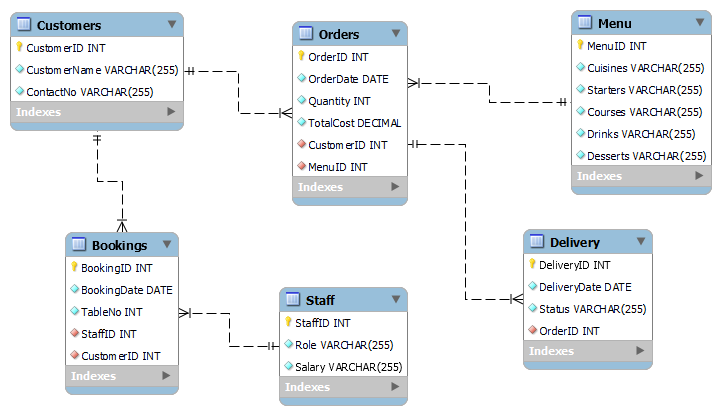 Customers
CustomerID INT
CustomerName VARCHAR(255)
ContactNo VARCHAR(255)
Indexes
Orders
OrderID INT
OrderDate DATE
Quantity INT
TotalCost DECIMAL
CustomerID INT
MenuID INT
Indexes
Menu
MenuID INT
Cuisines VARCHAR(255)
Starters VARCHAR(255)
Courses VARCHAR(255)
Drinks VARCHAR(255)
Desserts VARCHAR(255)
Indexes
Bookings
BookingID INT
BookingDate DATE
TableNo INT
StaffID INT
CustomerID INT
Indexes
Staff
StaffID INT
Role VARCHAR(255)
Salary VARCHAR(255)
Indexes
Delivery
DeliveryID INT
DeliveryDate DATE
Status VARCHAR(255)
OrderID INT
Indexes